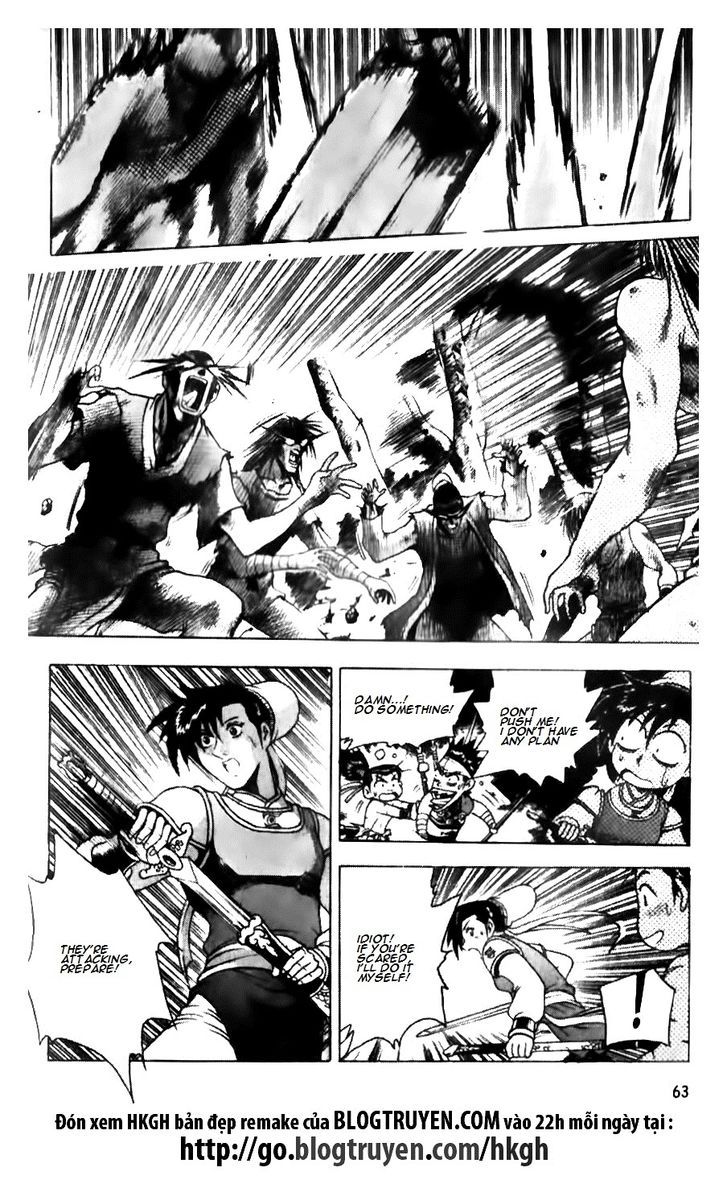 DAMN...!
DO SOMETHING!
DON'T
PUSH ME!
I DON'T HAVE
ANY PLAN
THEY'RE
ATTACKING,
PREPARE!
IDIOT!
IF YOU'RE
SCARED,
I'LL DO IT
MYSELF!
!
63
Đón xem HKGH bản đẹp remake của BLOGTRUYEN.COM vào 22h mỗi ngày tại :
http://go.blogtruyen.com/hkgh